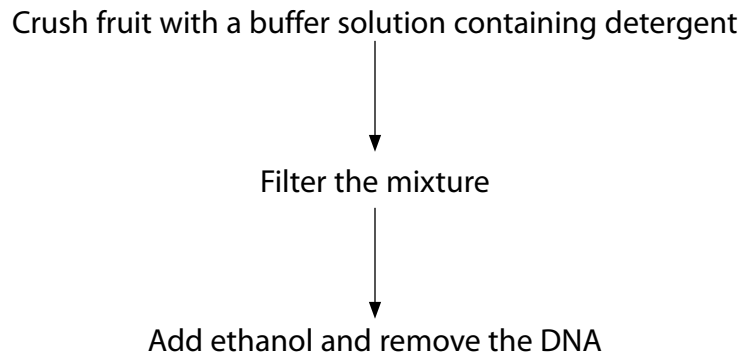 Crush fruit with a buffer solution containing detergent
Filter the mixture
Add ethanol and remove the DNA